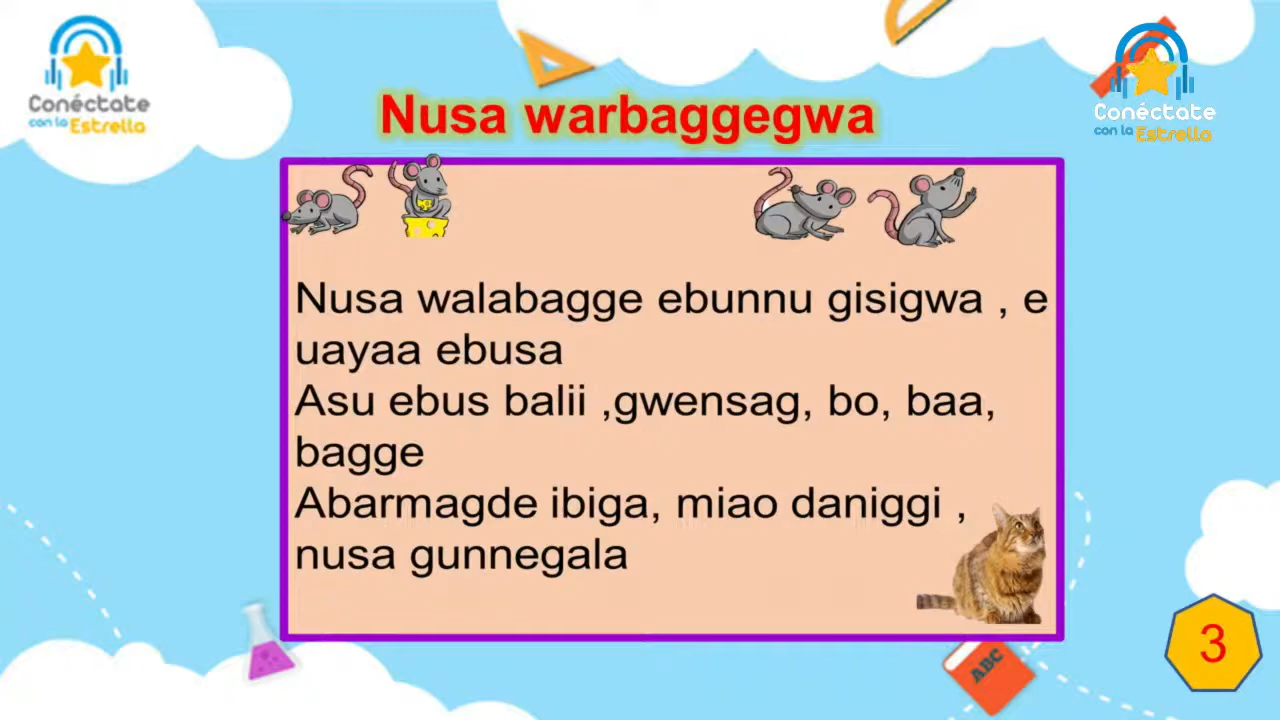 Conéctate
con la Estrella
Conéctate
con la Estrella
Nusa warbaggegwa
Nusa walabagge ebunnu gisigwa , e
uayaa ebusa
Asu ebus balii ,gwensag, bo, baa,
bagge
Abarmagde ibiga, miao daniggi ,
nusa gunnegala
ABC
3